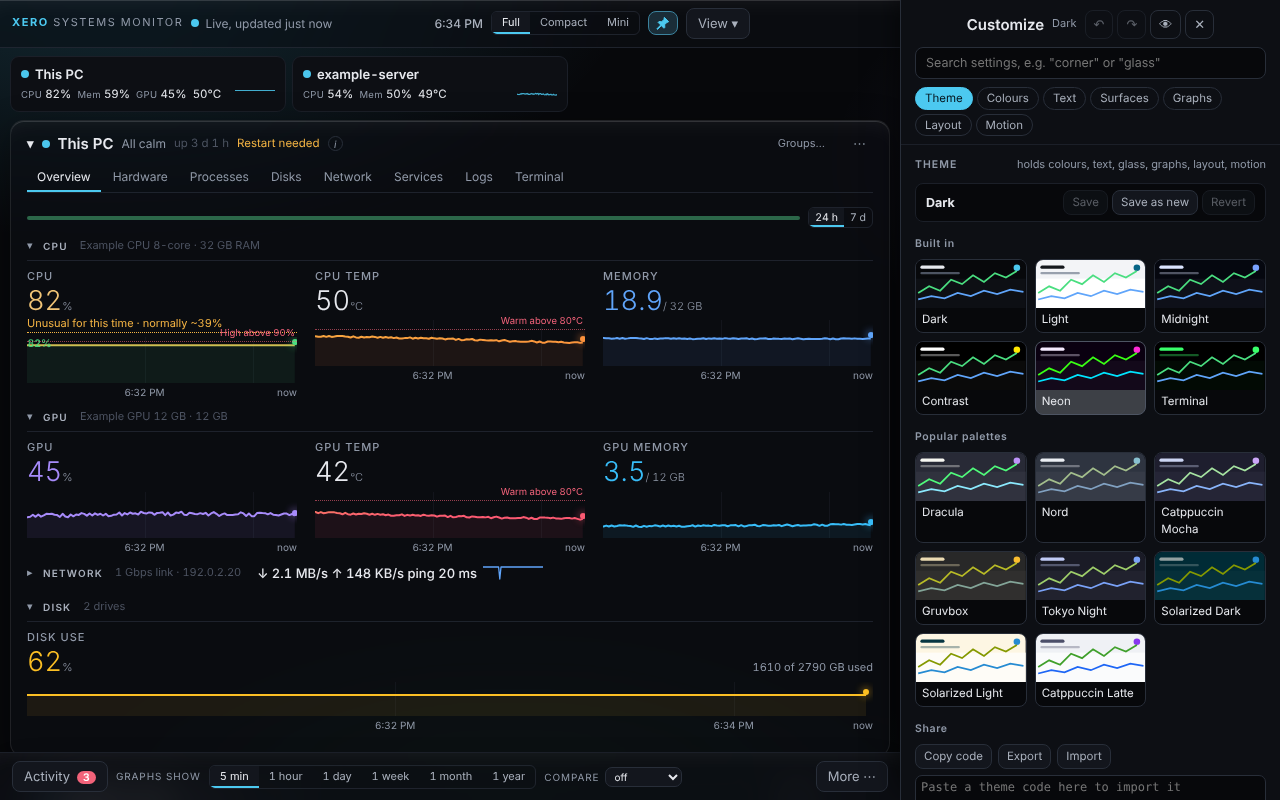 XERO SYSTEMS MONITOR Live, updated just now 6:34 PM Full Compact Mini View ▾
This PC
CPU 82% Mem 59% GPU 45% 50°C
example-server
CPU 54% Mem 50% 49°C
▾ This PC All calm up 3 d 1 h Restart needed i Groups... ⋯
Overview Hardware Processes Disks Network Services Logs Terminal
24 h 7 d
▾ CPU Example CPU 8-core · 32 GB RAM
CPU
82%
Unusual for this time · normally ~39%
High above 90%
82%
6:32 PM now
CPU TEMP
50°C
Warm above 80°C
6:32 PM now
MEMORY
18.9/ 32 GB
6:32 PM now
▾ GPU Example GPU 12 GB · 12 GB
GPU
45%
6:32 PM now
GPU TEMP
42°C
Warm above 80°C
6:32 PM now
GPU MEMORY
3.5/ 12 GB
6:32 PM now
▸ NETWORK 1 Gbps link · 192.0.2.20 ↓ 2.1 MB/s ↑ 148 KB/s ping 20 ms
▾ DISK 2 drives
DISK USE
62% 1610 of 2790 GB used
6:32 PM 6:34 PM now
Activity 3 GRAPHS SHOW 5 min 1 hour 1 day 1 week 1 month 1 year COMPARE off More ⋯
Customize Dark ↶ ↷ 👁 ✕
Search settings, e.g. "corner" or "glass"
Theme Colours Text Surfaces Graphs
Layout Motion
THEME holds colours, text, glass, graphs, layout, motion
Dark Save Save as new Revert
Built in
Dark Light Midnight
Contrast Neon Terminal
Popular palettes
Dracula Nord Catppuccin
Mocha
Gruvbox Tokyo Night Solarized Dark
Solarized Light Catppuccin Latte
Share
Copy code Export Import
Paste a theme code here to import it